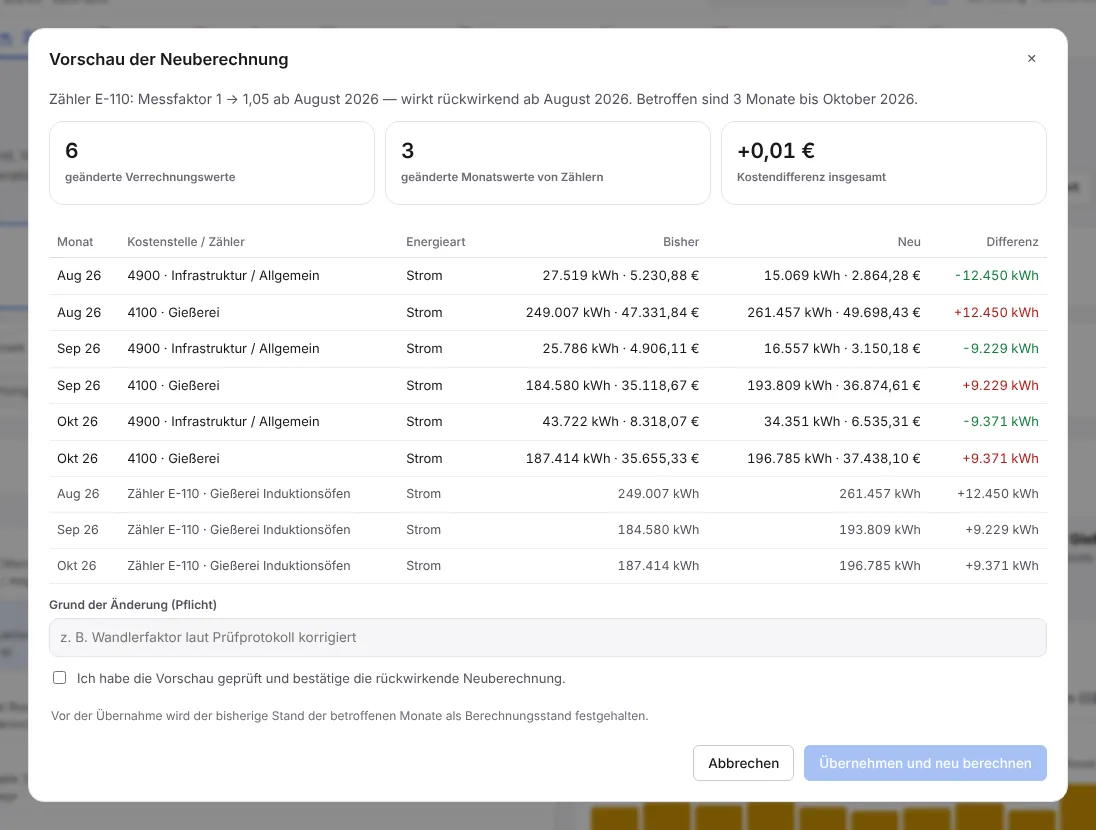 Vorschau der Neuberechnung
×
Zähler E-110: Messfaktor 1 → 1,05 ab August 2026 — wirkt rückwirkend ab August 2026. Betroffen sind 3 Monate bis Oktober 2026.
6
geänderte Verrechnungswerte
3
geänderte Monatswerte von Zählern
+0,01 €
Kostendifferenz insgesamt
Monat Kostenstelle / Zähler Energieart Bisher Neu Differenz
Aug 26 4900 · Infrastruktur / Allgemein Strom 27.519 kWh · 5.230,88 € 15.069 kWh · 2.864,28 € -12.450 kWh
Aug 26 4100 · Gießerei Strom 249.007 kWh · 47.331,84 € 261.457 kWh · 49.698,43 € +12.450 kWh
Sep 26 4900 · Infrastruktur / Allgemein Strom 25.786 kWh · 4.906,11 € 16.557 kWh · 3.150,18 € -9.229 kWh
Sep 26 4100 · Gießerei Strom 184.580 kWh · 35.118,67 € 193.809 kWh · 36.874,61 € +9.229 kWh
Okt 26 4900 · Infrastruktur / Allgemein Strom 43.722 kWh · 8.318,07 € 34.351 kWh · 6.535,31 € -9.371 kWh
Okt 26 4100 · Gießerei Strom 187.414 kWh · 35.655,33 € 196.785 kWh · 37.438,10 € +9.371 kWh
Aug 26 Zähler E-110 · Gießerei Induktionsöfen Strom 249.007 kWh 261.457 kWh +12.450 kWh
Sep 26 Zähler E-110 · Gießerei Induktionsöfen Strom 184.580 kWh 193.809 kWh +9.229 kWh
Okt 26 Zähler E-110 · Gießerei Induktionsöfen Strom 187.414 kWh 196.785 kWh +9.371 kWh
Grund der Änderung (Pflicht)
z. B. Wandlerfaktor laut Prüfprotokoll korrigiert
Ich habe die Vorschau geprüft und bestätige die rückwirkende Neuberechnung.
Vor der Übernahme wird der bisherige Stand der betroffenen Monate als Berechnungsstand festgehalten.
Abbrechen
Übernehmen und neu berechnen